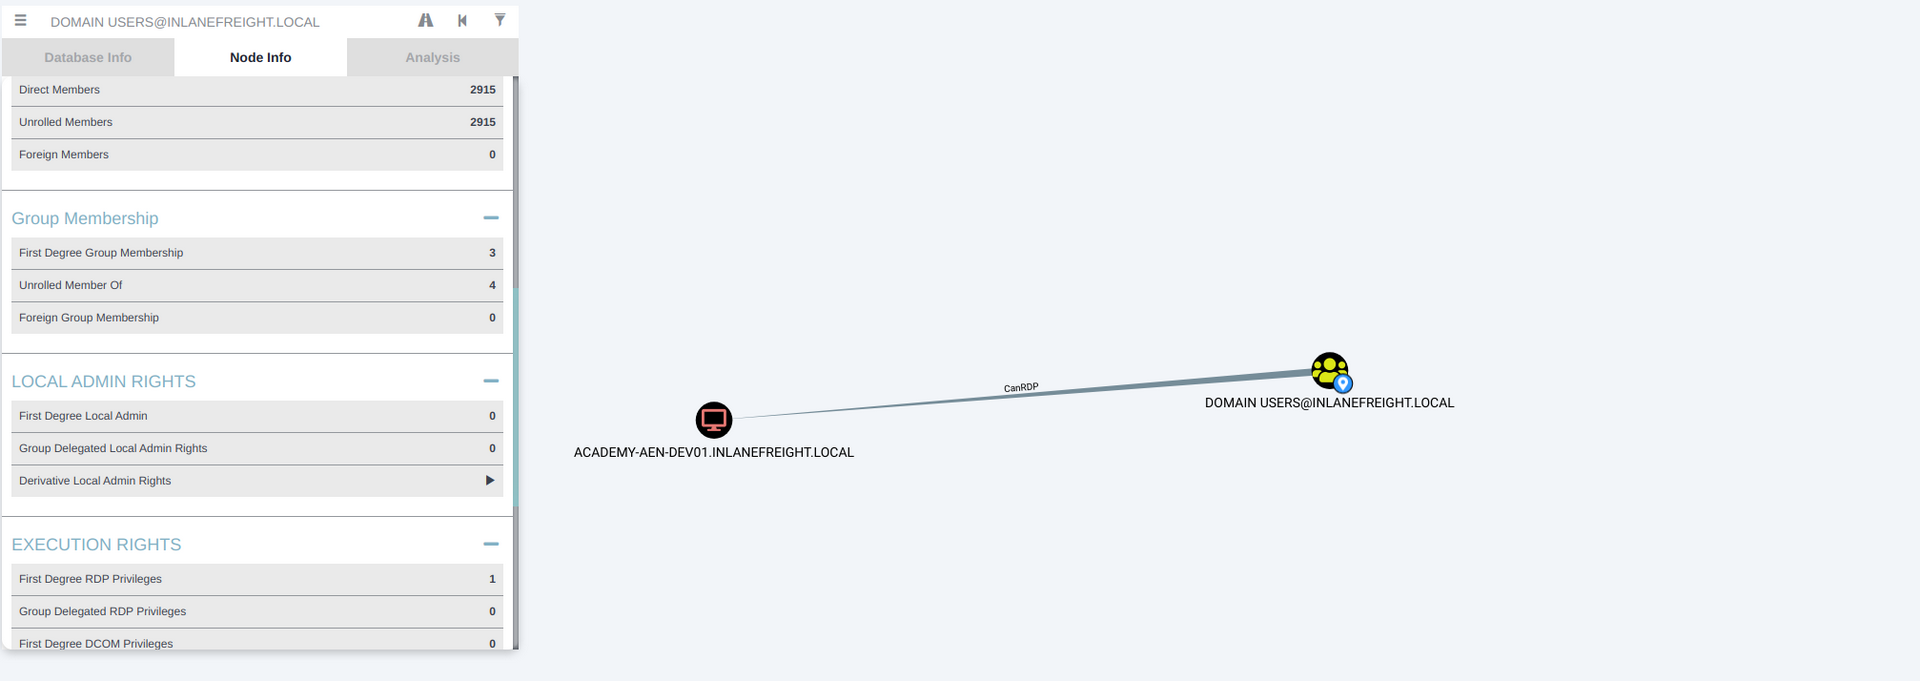 DOMAIN USERS@INLANEFREIGHT.LOCAL
Database Info
Node Info
Analysis
Direct Members 2915
Unrolled Members 2915
Foreign Members 0
Group Membership
First Degree Group Membership 3
Unrolled Member Of 4
Foreign Group Membership 0
LOCAL ADMIN RIGHTS
First Degree Local Admin 0
Group Delegated Local Admin Rights 0
Derivative Local Admin Rights
EXECUTION RIGHTS
First Degree RDP Privileges 1
Group Delegated RDP Privileges 0
First Degree DCOM Privileges 0
CanRDP
DOMAIN USERS@INLANEFREIGHT.LOCAL
ACADEMY-AEN-DEV01.INLANEFREIGHT.LOCAL